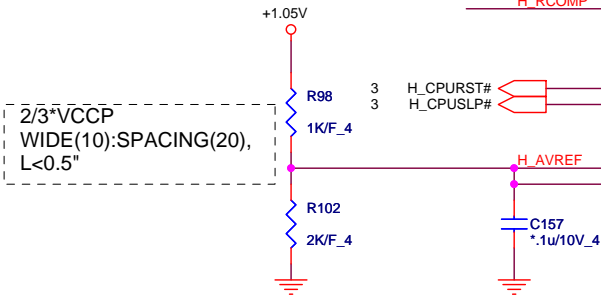 H_RCOMP
+1.05V
R98
1K/F_4
3 H_CPURST#
3 H_CPUSLP#
2/3*VCCP
WIDE(10):SPACING(20),
L<0.5"
H_AVREF
R102
2K/F_4
C157
*.1u/10V_4